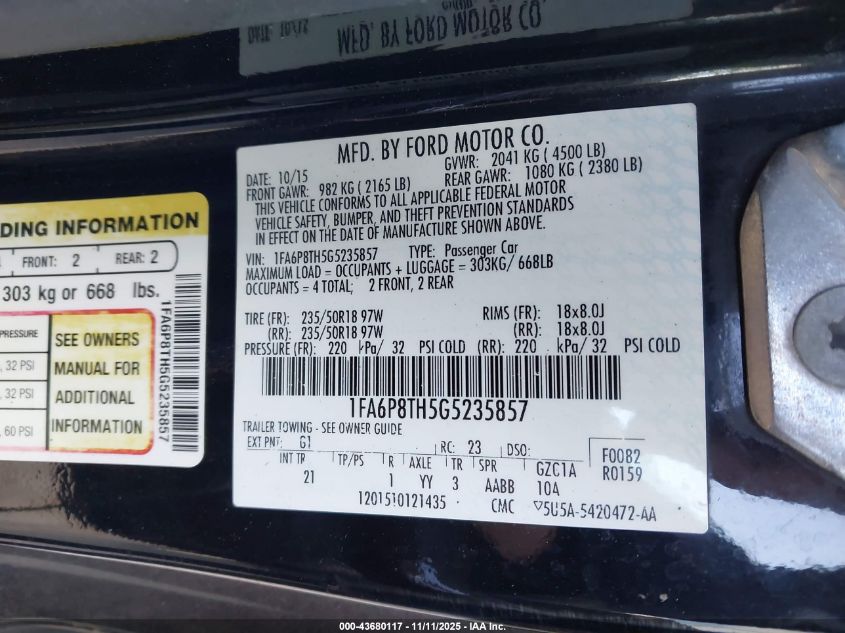 MFD. BY FORD MOTOR CO.
DATE: 10/15 GVWR: 2041 KG ( 4500 LB)
FRONT GAWR: 982 KG ( 2165 LB) REAR GAWR: 1080 KG ( 2380 LB)
THIS VEHICLE CONFORMS TO ALL APPLICABLE FEDERAL MOTOR
VEHICLE SAFETY, BUMPER, AND THEFT PREVENTION STANDARDS
IN EFFECT ON THE DATE OF MANUFACTURE SHOWN ABOVE.
VIN: 1FA6P8TH5G5235857 TYPE: Passenger Car
MAXIMUM LOAD = OCCUPANTS + LUGGAGE = 303KG/ 668LB
OCCUPANTS = 4 TOTAL; 2 FRONT, 2 REAR
TIRE (FR): 235/50R18 97W RIMS (FR): 18x8.0J
(RR): 235/50R18 97W (RR): 18x8.0J
PRESSURE (FR): 220 kPa/ 32 PSI COLD (RR): 220 kPa/ 32 PSI COLD
1FA6P8TH5G5235857
TRAILER TOWING - SEE OWNER GUIDE
EXT PNT: G1 RC: 23 DSO: F0082
R0159
INT TR TP/PS R AXLE TR SPR GZC1A
21 1 YY 3 AABB 10A
1201510121435 CMC ▽5U5A-5420472-AA
DING INFORMATION
FRONT: 2 REAR: 2
303 kg or 668 lbs.
PRESSURE
, 32 PSI
, 32 PSI
, 60 PSI
SEE OWNERS
MANUAL FOR
ADDITIONAL
INFORMATION
1FA6P8TH5G5235857
MFD. BY FORD MOTOR CO.
000-43680117 - 11/11/2025 - IAA Inc.